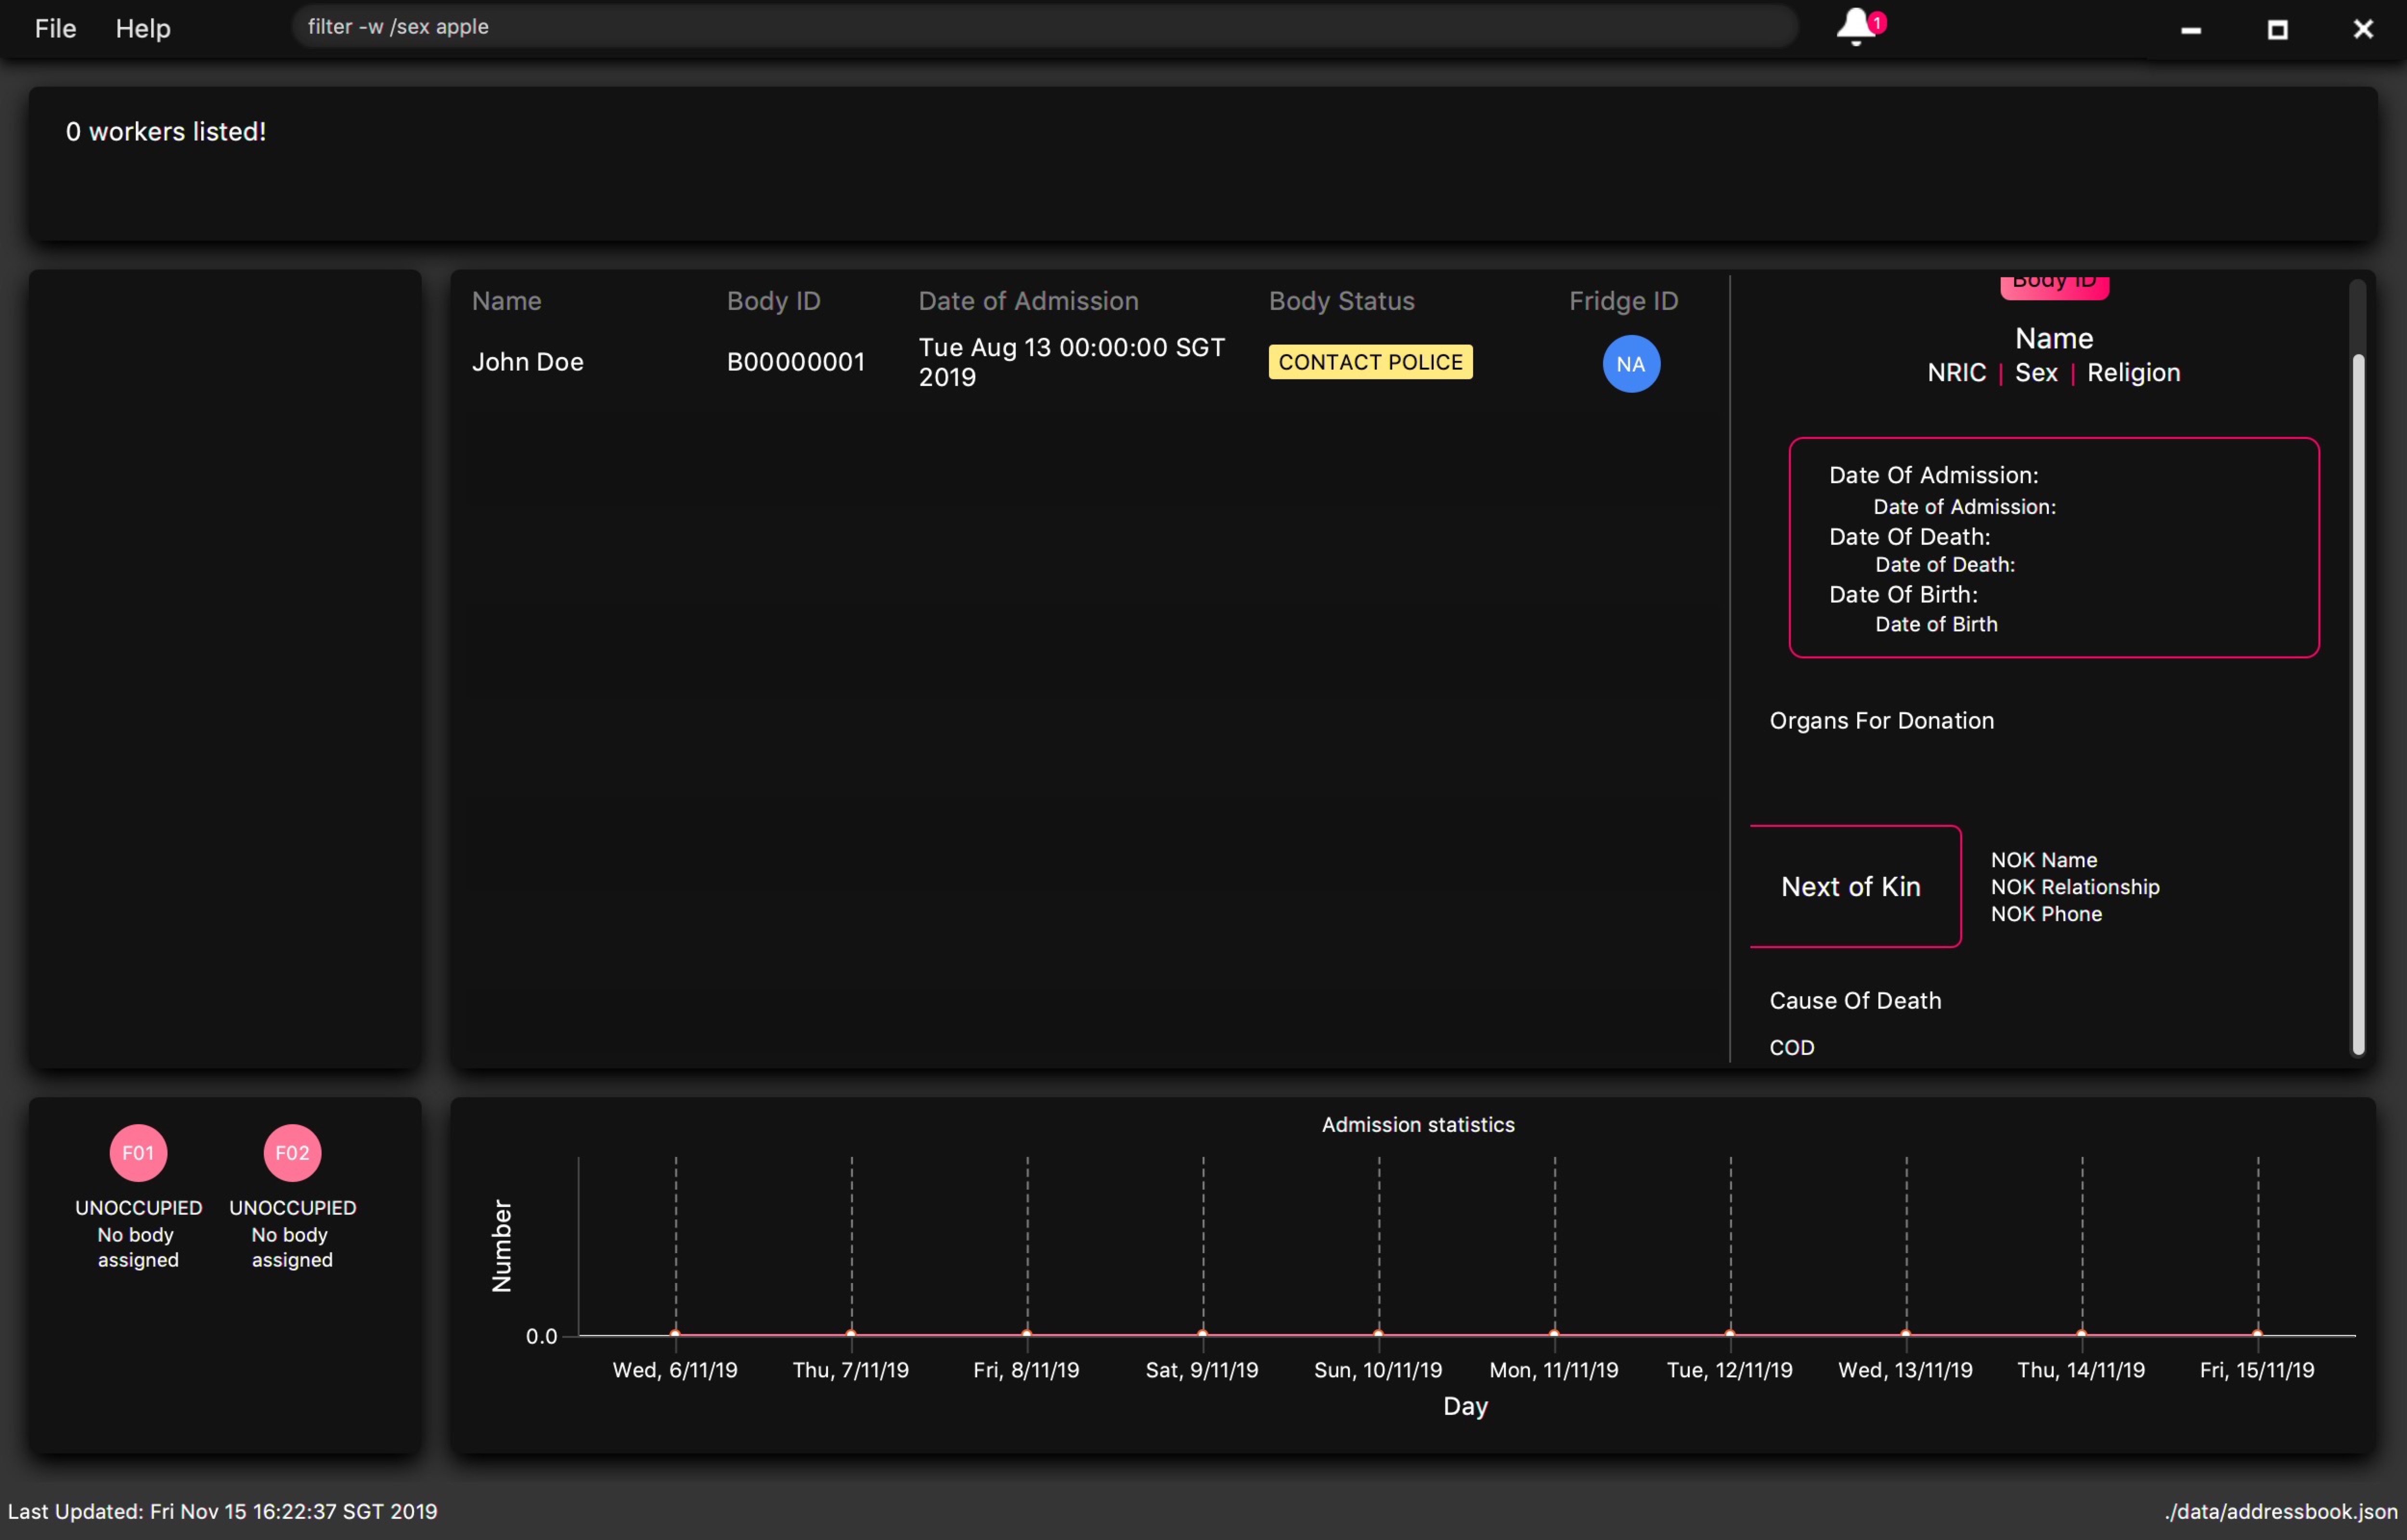 File Help filter -w /sex apple 1
0 workers listed!
Name Body ID Date of Admission Body Status Fridge ID
John Doe B00000001 Tue Aug 13 00:00:00 SGT 2019 CONTACT POLICE NA
Body ID
Name
NRIC | Sex | Religion
Date Of Admission:
Date of Admission:
Date Of Death:
Date of Death:
Date Of Birth:
Date of Birth
Organs For Donation
Next of Kin
NOK Name
NOK Relationship
NOK Phone
Cause Of Death
COD
F01
UNOCCUPIED
No body
assigned
F02
UNOCCUPIED
No body
assigned
Admission statistics
Number
0.0
Wed, 6/11/19 Thu, 7/11/19 Fri, 8/11/19 Sat, 9/11/19 Sun, 10/11/19 Mon, 11/11/19 Tue, 12/11/19 Wed, 13/11/19 Thu, 14/11/19 Fri, 15/11/19
Day
Last Updated: Fri Nov 15 16:22:37 SGT 2019 ./data/addressbook.json